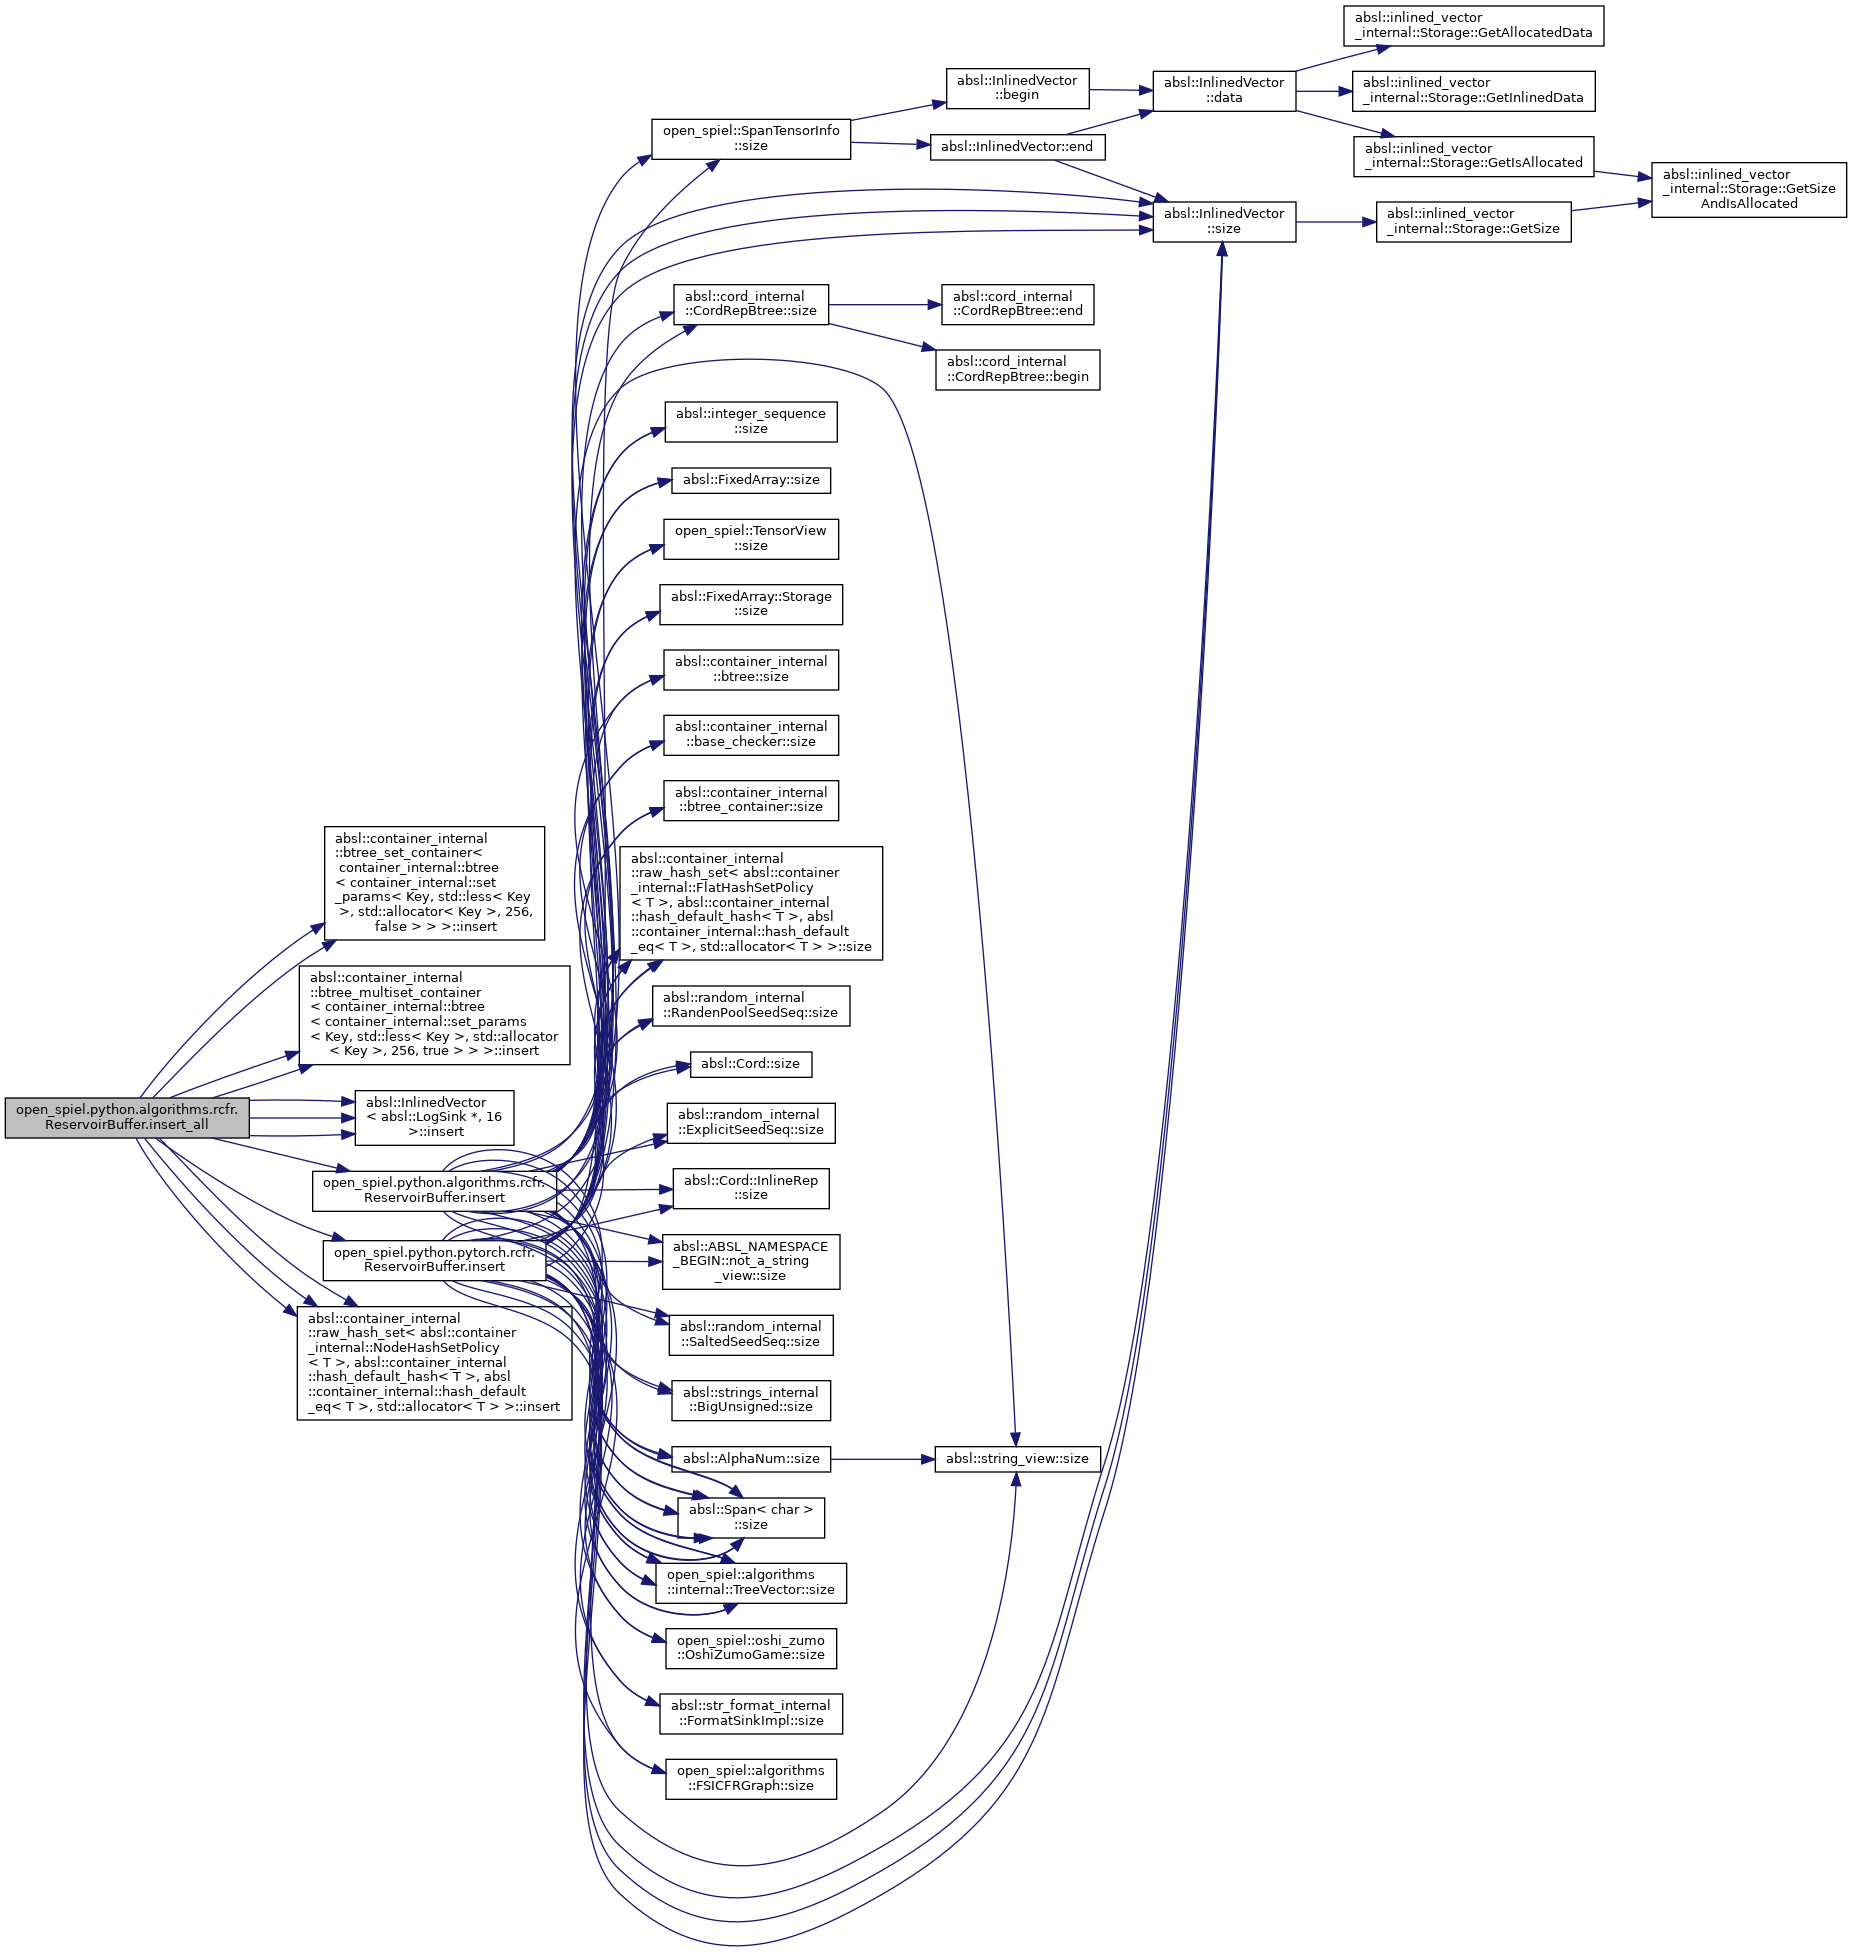 open_spiel.python.algorithms.rcfr.
ReservoirBuffer.insert_all
absl::container_internal
::btree_set_container<
container_internal::btree
< container_internal::set
_params< Key, std::less< Key
>, std::allocator< Key >, 256,
false > > >::insert
absl::container_internal
::btree_multiset_container
< container_internal::btree
< container_internal::set_params
< Key, std::less< Key >, std::allocator
< Key >, 256, true > > >::insert
absl::InlinedVector
< absl::LogSink *, 16
>::insert
open_spiel.python.algorithms.rcfr.
ReservoirBuffer.insert
open_spiel.python.pytorch.rcfr.
ReservoirBuffer.insert
absl::container_internal
::raw_hash_set< absl::container
_internal::NodeHashSetPolicy
< T >, absl::container_internal
::hash_default_hash< T >, absl
::container_internal::hash_default
_eq< T >, std::allocator< T > >::insert
open_spiel::SpanTensorInfo
::size
absl::cord_internal
::CordRepBtree::size
absl::integer_sequence
::size
absl::FixedArray::size
open_spiel::TensorView
::size
absl::FixedArray::Storage
::size
absl::container_internal
::btree::size
absl::container_internal
::base_checker::size
absl::container_internal
::btree_container::size
absl::container_internal
::raw_hash_set< absl::container
_internal::FlatHashSetPolicy
< T >, absl::container_internal
::hash_default_hash< T >, absl
::container_internal::hash_default
_eq< T >, std::allocator< T > >::size
absl::random_internal
::RandenPoolSeedSeq::size
absl::Cord::size
absl::random_internal
::ExplicitSeedSeq::size
absl::Cord::InlineRep
::size
absl::ABSL_NAMESPACE
_BEGIN::not_a_string
_view::size
absl::random_internal
::SaltedSeedSeq::size
absl::strings_internal
::BigUnsigned::size
absl::AlphaNum::size
absl::Span< char >
::size
open_spiel::algorithms
::internal::TreeVector::size
open_spiel::oshi_zumo
::OshiZumoGame::size
absl::str_format_internal
::FormatSinkImpl::size
open_spiel::algorithms
::FSICFRGraph::size
absl::InlinedVector
::begin
absl::InlinedVector::end
absl::cord_internal
::CordRepBtree::end
absl::cord_internal
::CordRepBtree::begin
absl::string_view::size
absl::InlinedVector
::data
absl::InlinedVector
::size
absl::inlined_vector
_internal::Storage::GetAllocatedData
absl::inlined_vector
_internal::Storage::GetInlinedData
absl::inlined_vector
_internal::Storage::GetIsAllocated
absl::inlined_vector
_internal::Storage::GetSize
absl::inlined_vector
_internal::Storage::GetSize
AndIsAllocated